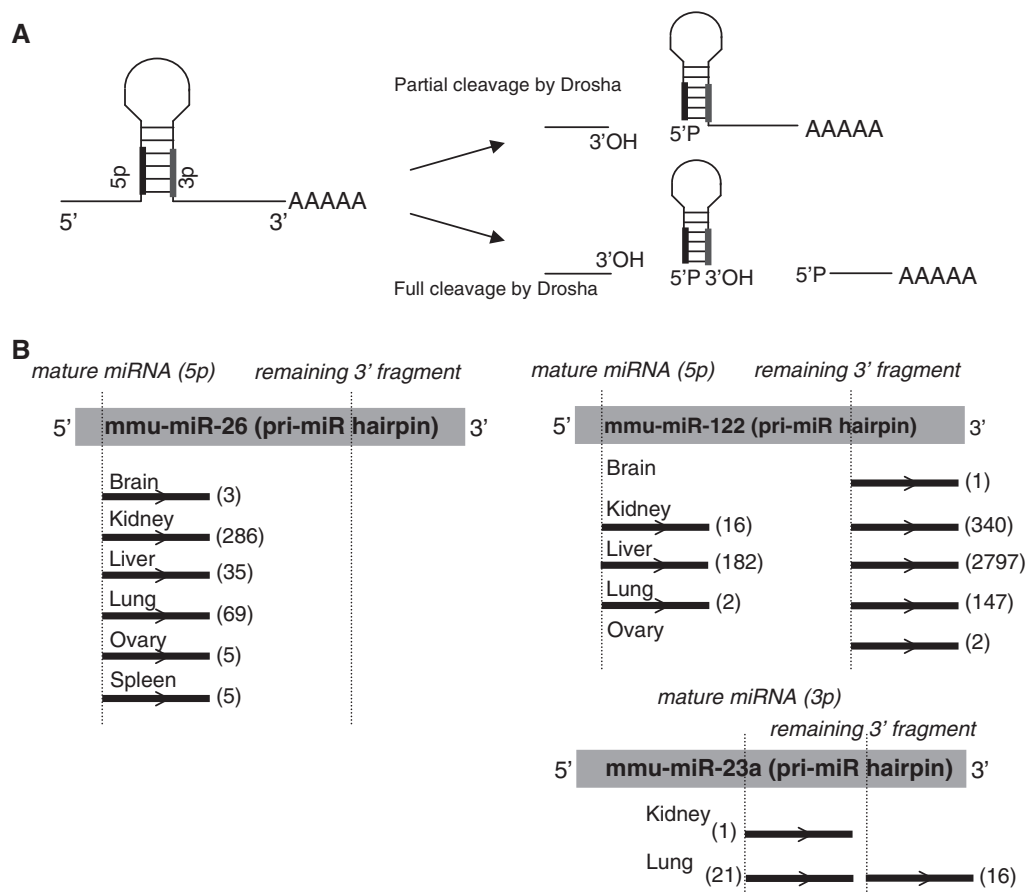 A
Partial cleavage by Drosha
3’OH
5’P
AAAAA
5p
3p
5’
3’
AAAAA
3’OH
5’P 3’OH
5’P
AAAAA
Full cleavage by Drosha
B
mature miRNA (5p)
remaining 3’ fragment
5’
mmu-miR-26 (pri-miR hairpin)
3’
Brain
(3)
Kidney
(286)
Liver
(35)
Lung
(69)
Ovary
(5)
Spleen
(5)
mature miRNA (5p)
remaining 3’ fragment
5’
mmu-miR-122 (pri-miR hairpin)
3’
Brain
(1)
Kidney
(16)
(340)
Liver
(182)
(2797)
Lung
(2)
(147)
Ovary
(2)
mature miRNA (3p)
remaining 3’ fragment
5’
mmu-miR-23a (pri-miR hairpin)
3’
Kidney
(1)
Lung
(21)
(16)